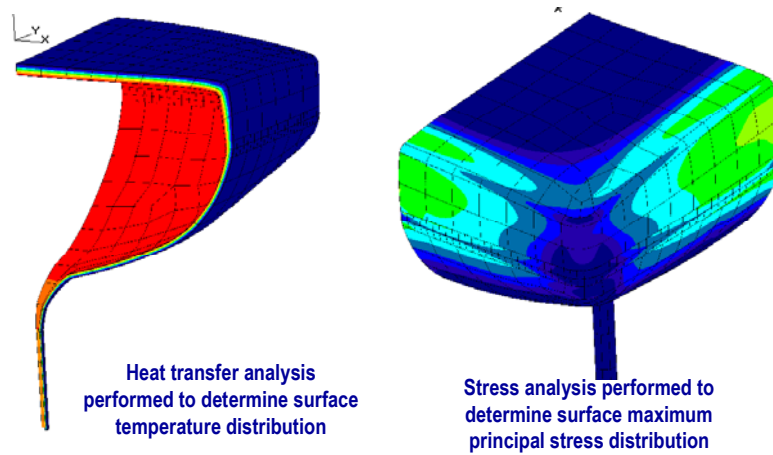 Y
X
Heat transfer analysis
performed to determine surface
temperature distribution
Stress analysis performed to
determine surface maximum
principal stress distribution